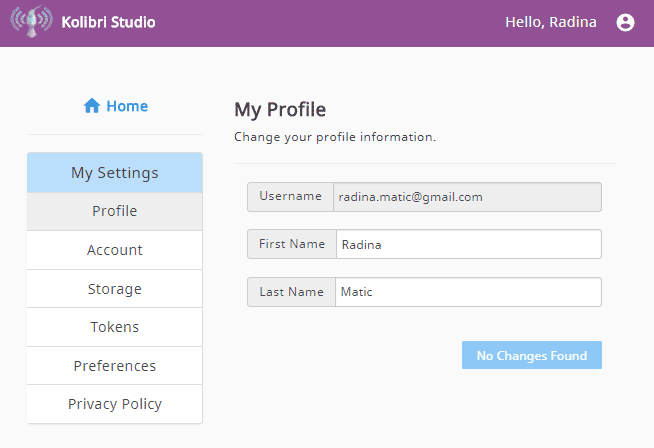 Kolibri Studio
Hello, Radina
Home
My Settings
Profile
Account
Storage
Tokens
Preferences
Privacy Policy
My Profile
Change your profile information.
Username radina.matic@gmail.com
First Name Radina
Last Name Matic
No Changes Found